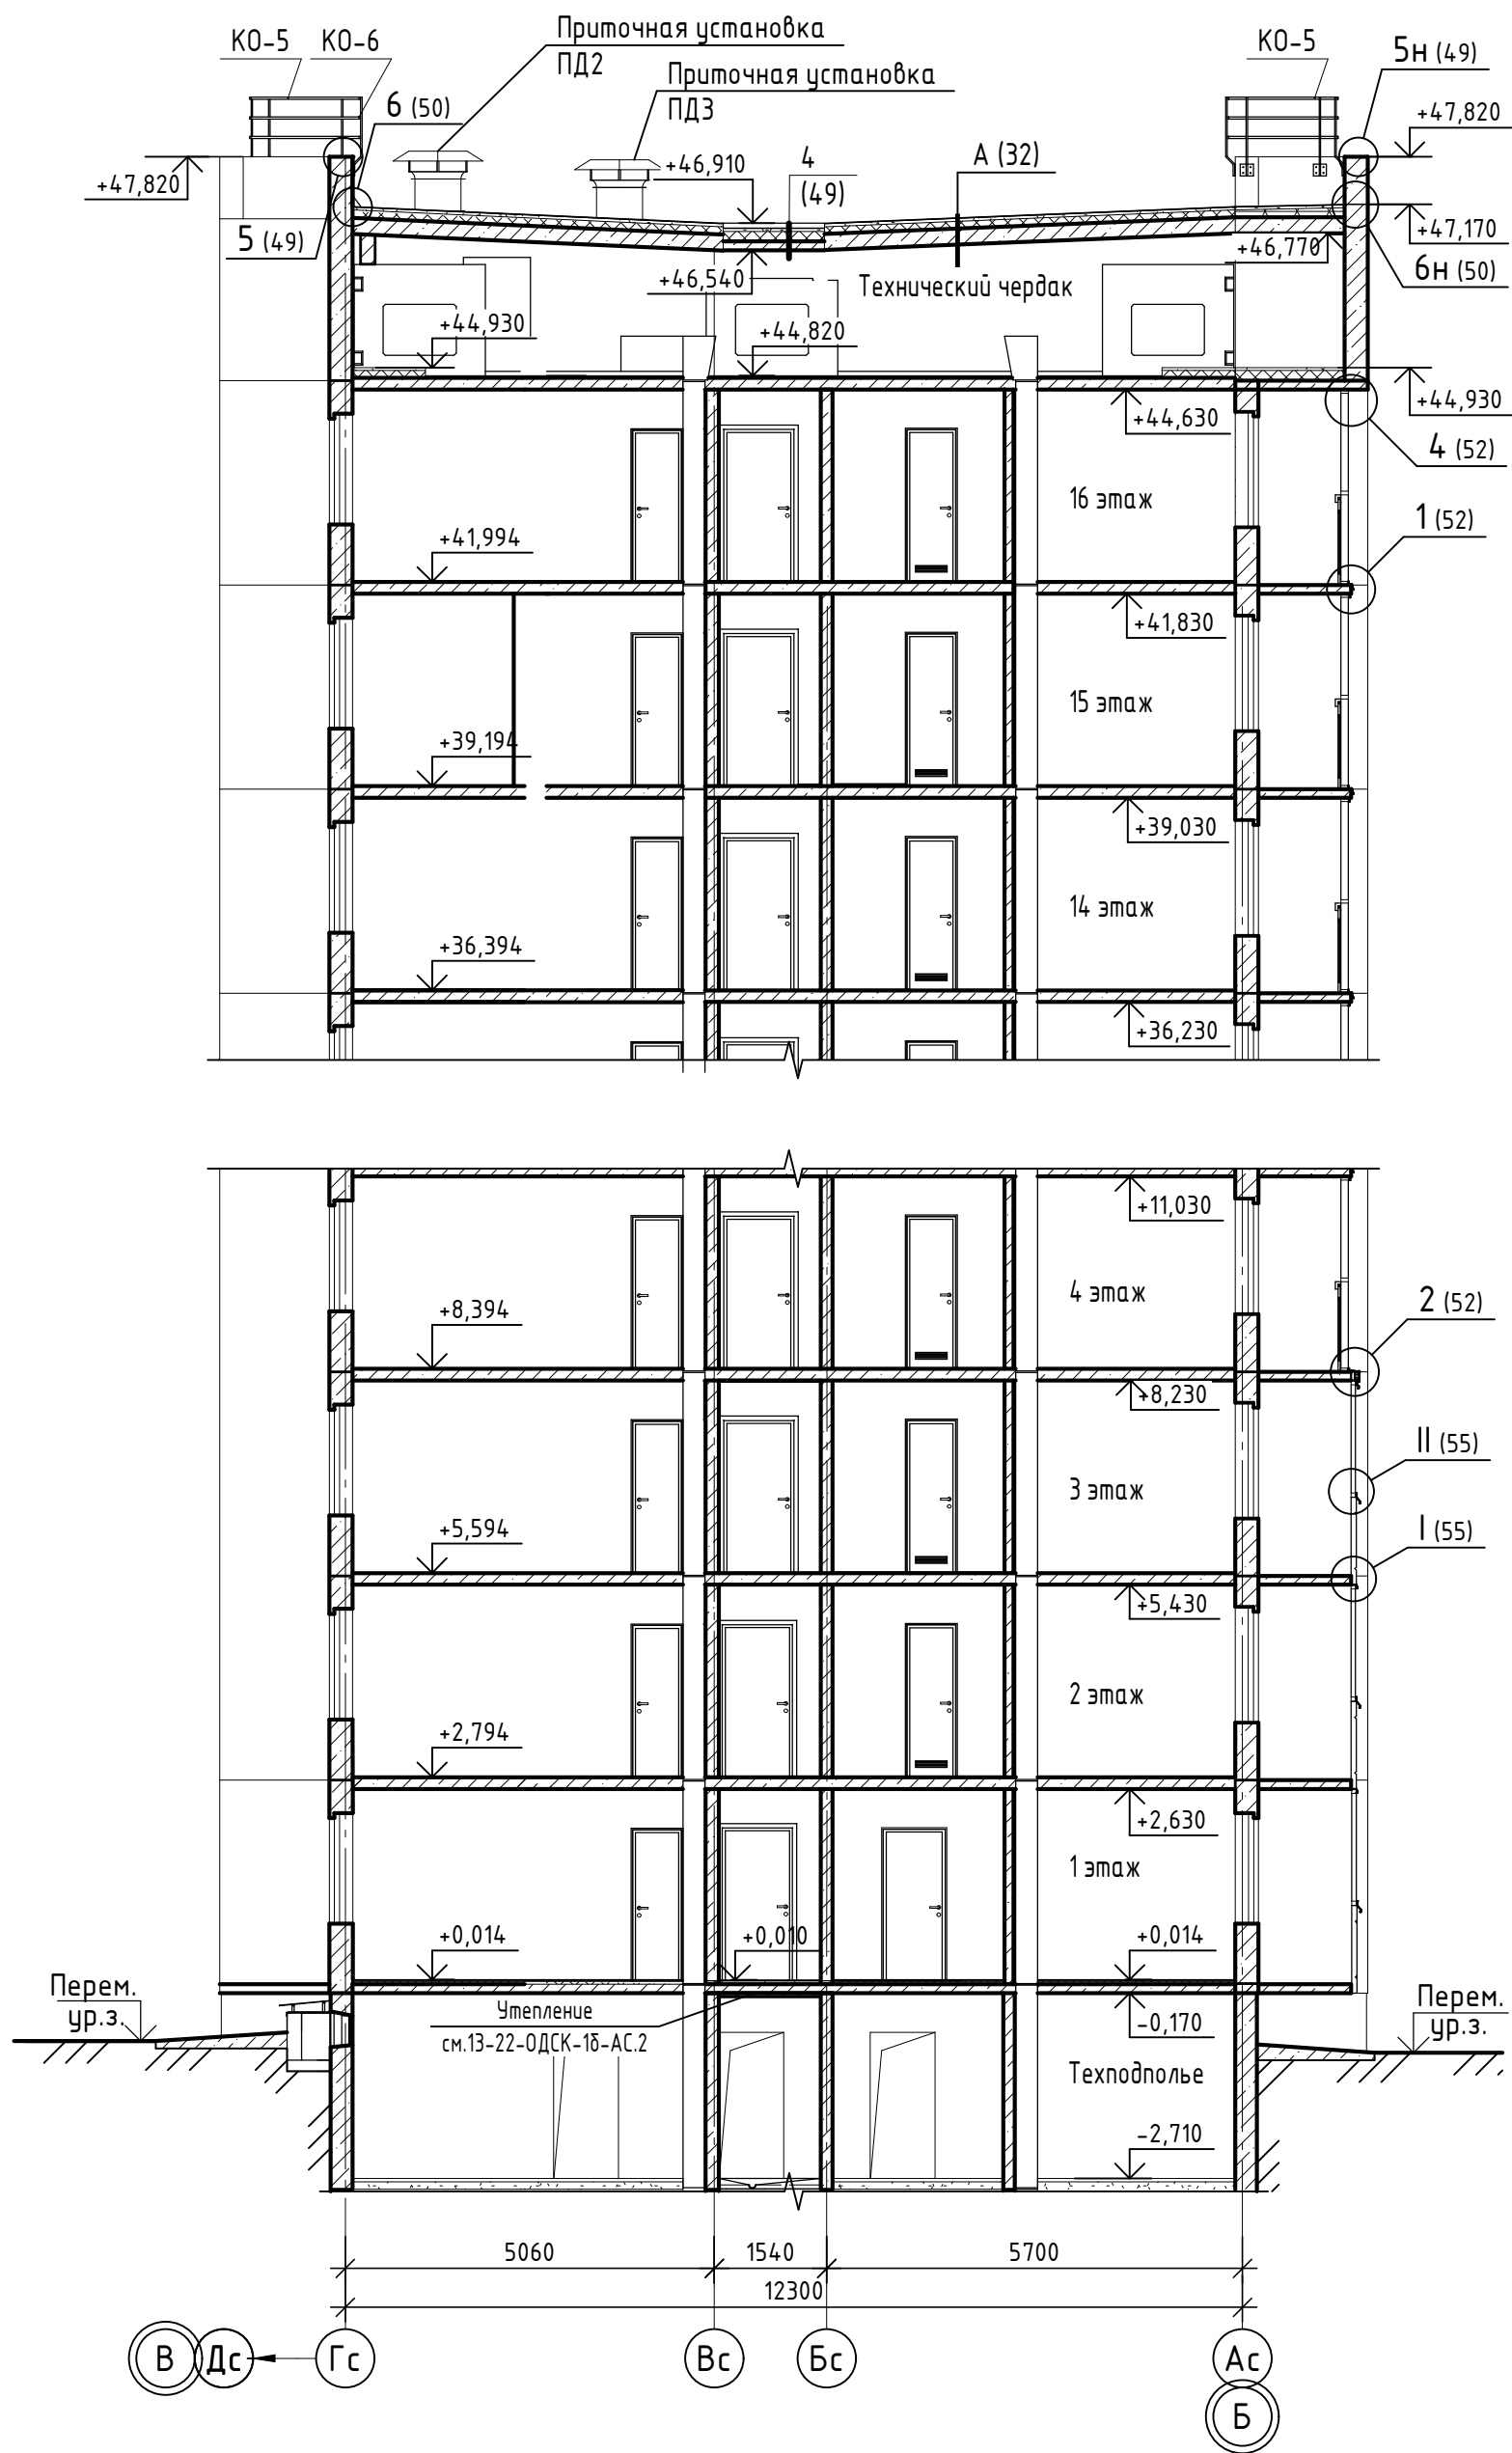 КО-5
КО-6
Приточная установка
ПД2
Приточная установка
ПД3
КО-5
5н (49)
6 (50)
+47,820
+47,820
+46,910
4
(49)
А (32)
5 (49)
+47,170
+46,770
6н (50)
+46,540
Технический чердак
+44,930
+44,820
+44,930
+44,630
4 (52)
16 этаж
1 (52)
+41,994
+41,830
15 этаж
+39,194
+39,030
14 этаж
+36,394
+36,230
+11,030
4 этаж
2 (52)
+8,394
+8,230
II (55)
3 этаж
+5,594
I (55)
+5,430
2 этаж
+2,794
+2,630
1 этаж
+0,014
+0,010
+0,014
Перем.
ур.з.
Утепление
см.13-22-ОДСК-1б-АС.2
-0,170
Перем.
ур.з.
Техподполье
-2,710
5060
1540
5700
12300
В
Дс
Гс
Вс
Бс
Ас
Б